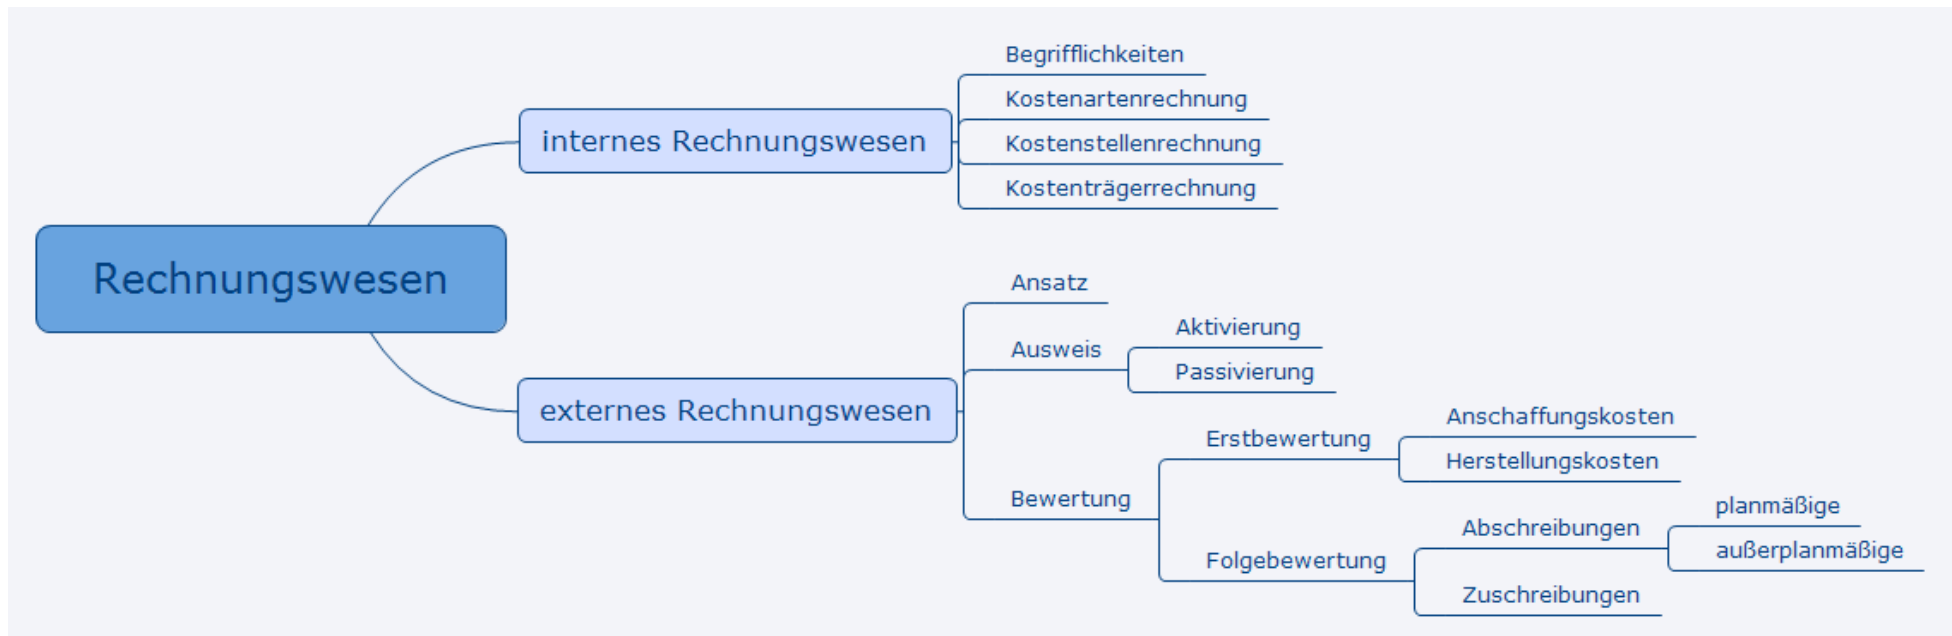 Rechnungswesen
internes Rechnungswesen
Begrifflichkeiten
Kostenartenrechnung
Kostenstellenrechnung
Kostenträgerrechnung
externes Rechnungswesen
Ansatz
Ausweis
Aktivierung
Passivierung
Bewertung
Erstbewertung
Anschaffungskosten
Herstellungskosten
Folgebewertung
Abschreibungen
planmäßige
außerplanmäßige
Zuschreibungen